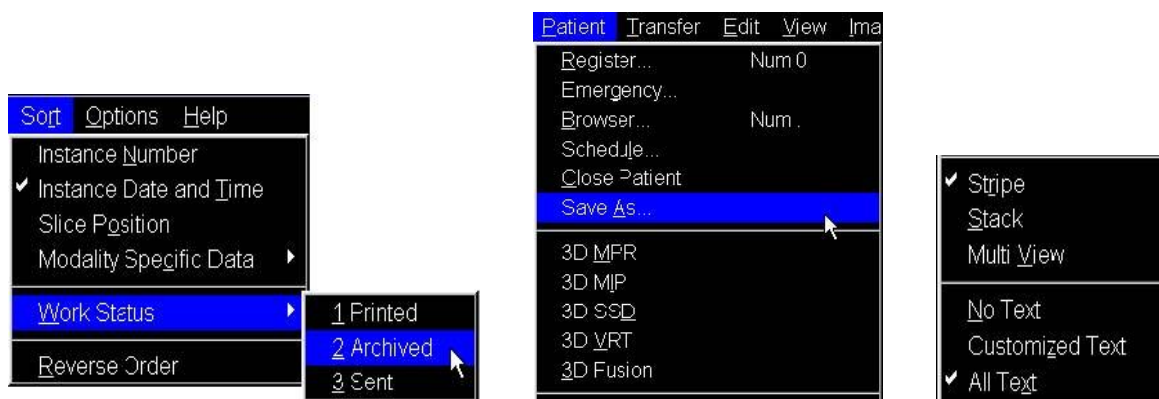 Sort Options Help
Instance Number
Instance Date and Time
Slice Position
Modality Specific Data
Work Status
1 Printed
2 Archived
3 Sent
Reverse Order
Patient Transfer Edit View Ima
Register... Num 0
Emergency...
Browser... Num .
Schedule...
Close Patient
Save As...
3D MPR
3D MIP
3D SSD
3D VRT
3D Fusion
Stripe
Stack
Multi View
No Text
Customized Text
All Text